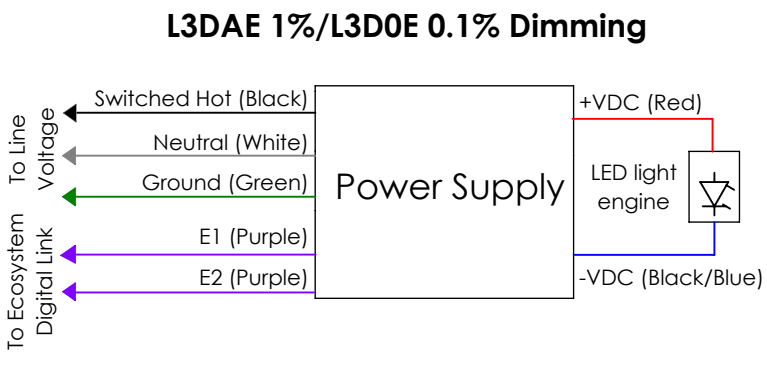 L3DAE 1%/L3D0E 0.1% Dimming
To Line
Voltage
Switched Hot (Black)
Neutral (White)
Ground (Green)
To Ecosystem
Digital Link
E1 (Purple)
E2 (Purple)
Power Supply
+VDC (Red)
LED light
engine
-VDC (Black/Blue)